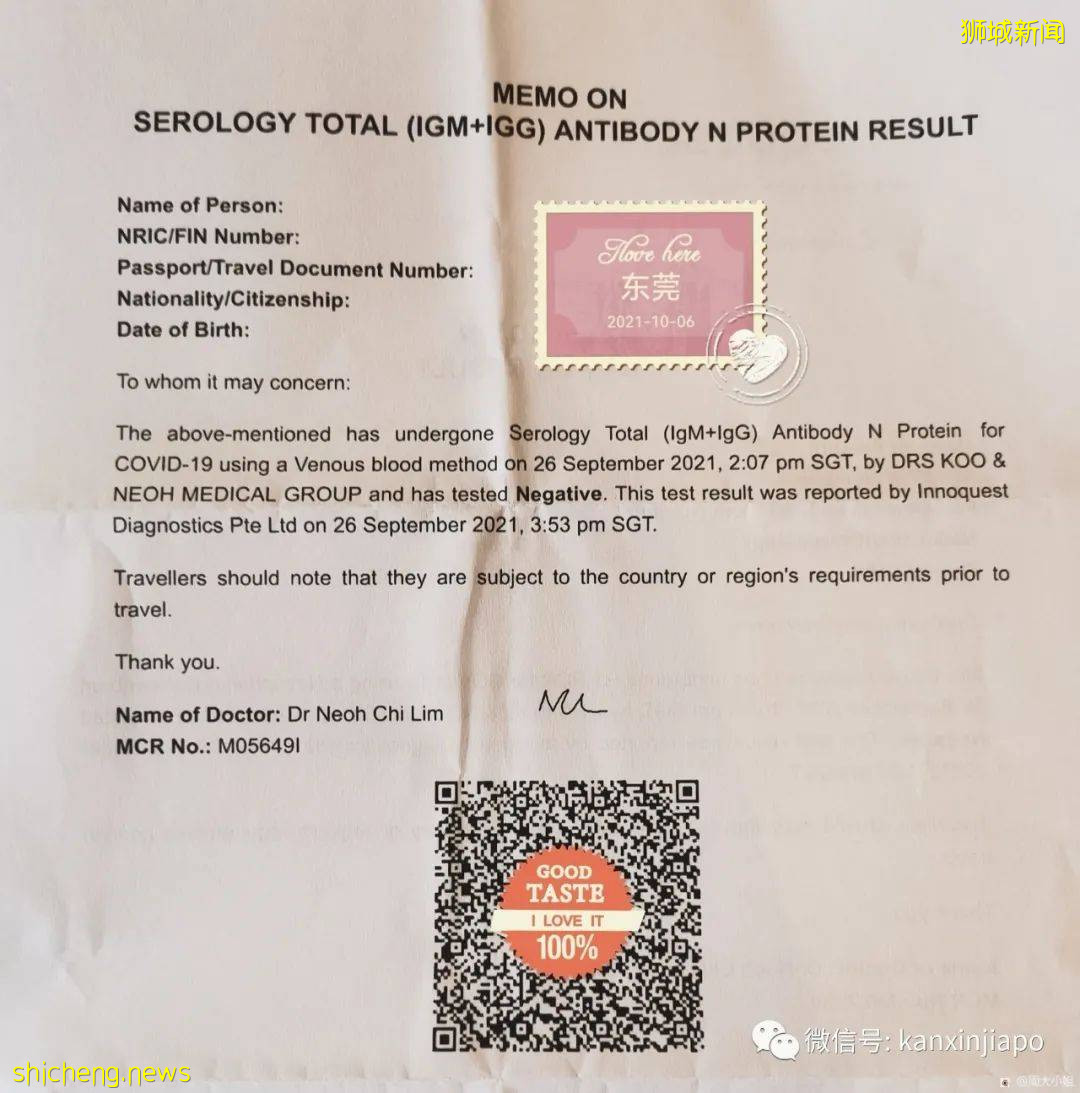 狮城新闻
MEMO ON
SEROLOGY TOTAL (IGM+IGG) ANTIBODY N PROTEIN RESULT
Name of Person:
NRIC/FIN Number:
Passport/Travel Document Number:
Nationality/Citizenship:
Date of Birth:
I love here
东莞
2021-10-06
To whom it may concern:
The above-mentioned has undergone Serology Total (IgM+IgG) Antibody N Protein for
COVID-19 using a Venous blood method on 26 September 2021, 2:07 pm SGT, by DRS KOO &
NEOH MEDICAL GROUP and has tested Negative. This test result was reported by Innoquest
Diagnostics Pte Ltd on 26 September 2021, 3:53 pm SGT.
Travellers should note that they are subject to the country or region's requirements prior to
travel.
Thank you.
Name of Doctor: Dr Neoh Chi Lim
MCR No.: M05649I
GOOD
TASTE
I LOVE IT
100%
微信号: kanxinjiapo
shicheng.news
@周大小姐